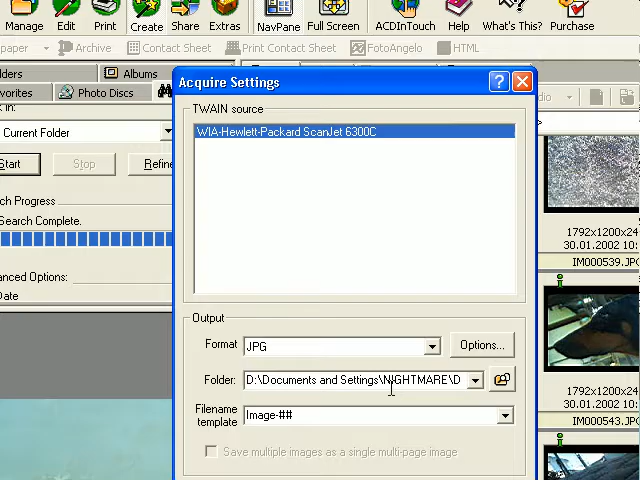 Manage Edit Print Create Share Extras NavPane Full Screen ACDInTouch Help What's This? Purchase
paper Archive Contact Sheet Print Contact Sheet FotoAngelo HTML
Albums
Photo Discs
Current Folder
Start Stop Refine
Search Complete.
Date
Acquire Settings
TWAIN source
WIA-Hewlett-Packard ScanJet 6300C
Output
Format JPG Options...
Folder: D:\Documents and Settings\NIGHTMARE\D
Filename
template Image-##
Save multiple images as a single multi-page image
1792x1200x24
30.01.2002
IM000539.JPG
1792x1200x24
30.01.2002
IM000543.JPG